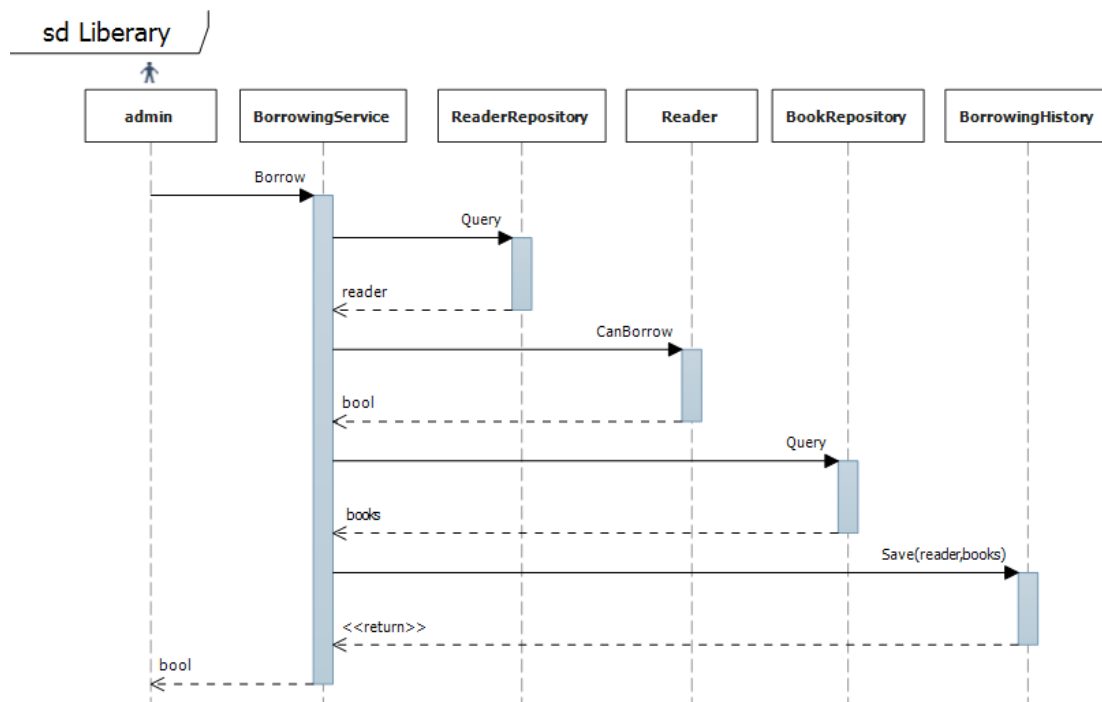 sd Liberary
admin
BorrowingService
ReaderRepository
Reader
BookRepository
BorrowingHistory
Borrow
Query
reader
CanBorrow
bool
Query
books
Save(reader,books)
<<return>>
bool